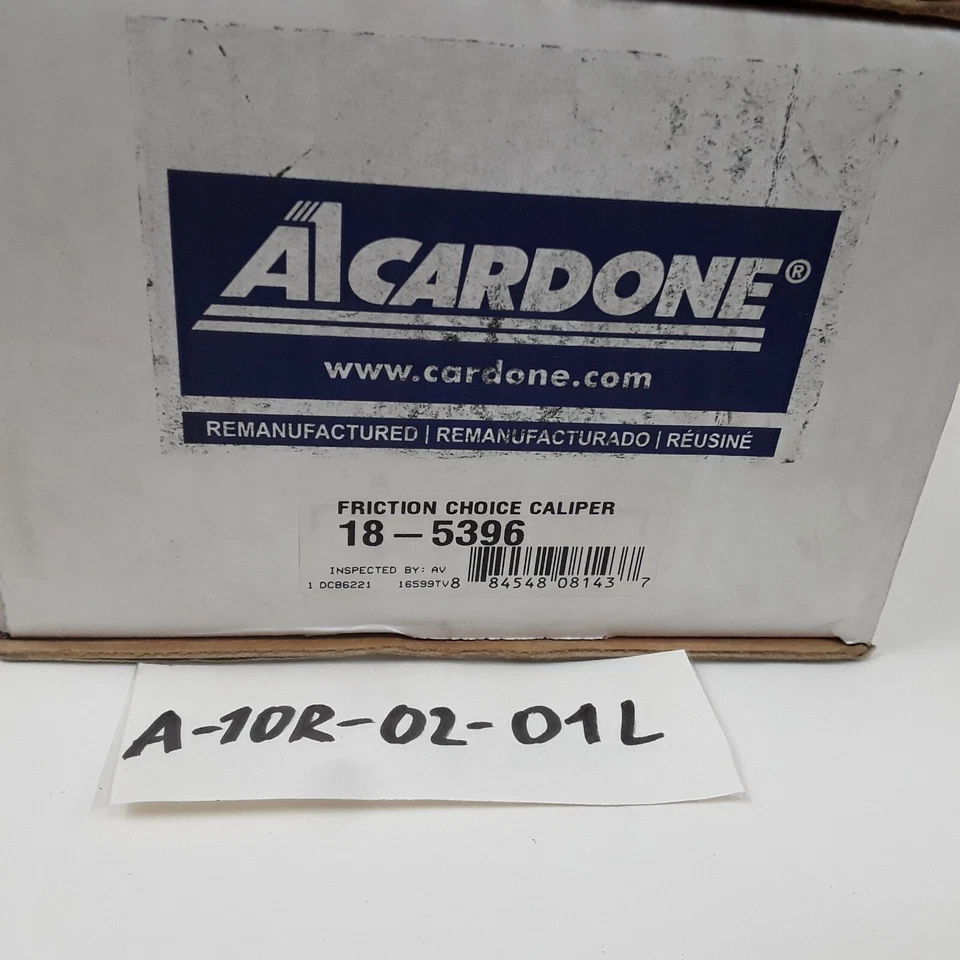 A1 CARDONE®
www.cardone.com
REMANUFACTURED | REMANUFACTURADO | RÉUSINÉ
FRICTION CHOICE CALIPER
18-5396
INSPECTED BY: AV
1 DCB6221 16599TV 8 84548 08143 7
A-10R-02-01L